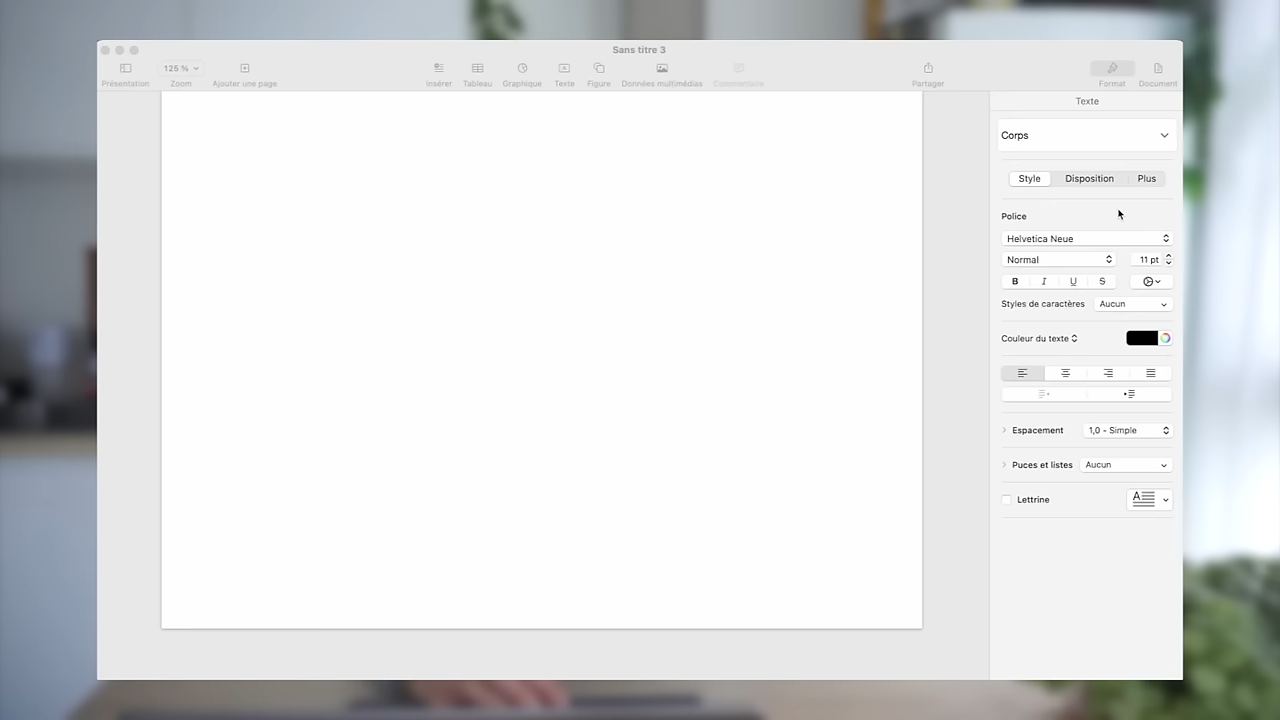 Sans titre 3
125 %
Présentation
Zoom
Ajouter une page
Insérer
Tableau
Graphique
Texte
Figure
Données multimédias
Commentaire
Partager
Format
Document
Texte
Corps
Style
Disposition
Plus
Police
Helvetica Neue
Normal
11 pt
B I U S
Styles de caractères
Aucun
Couleur du texte
Espacement
1,0 - Simple
Puces et listes
Aucun
Lettrine
A